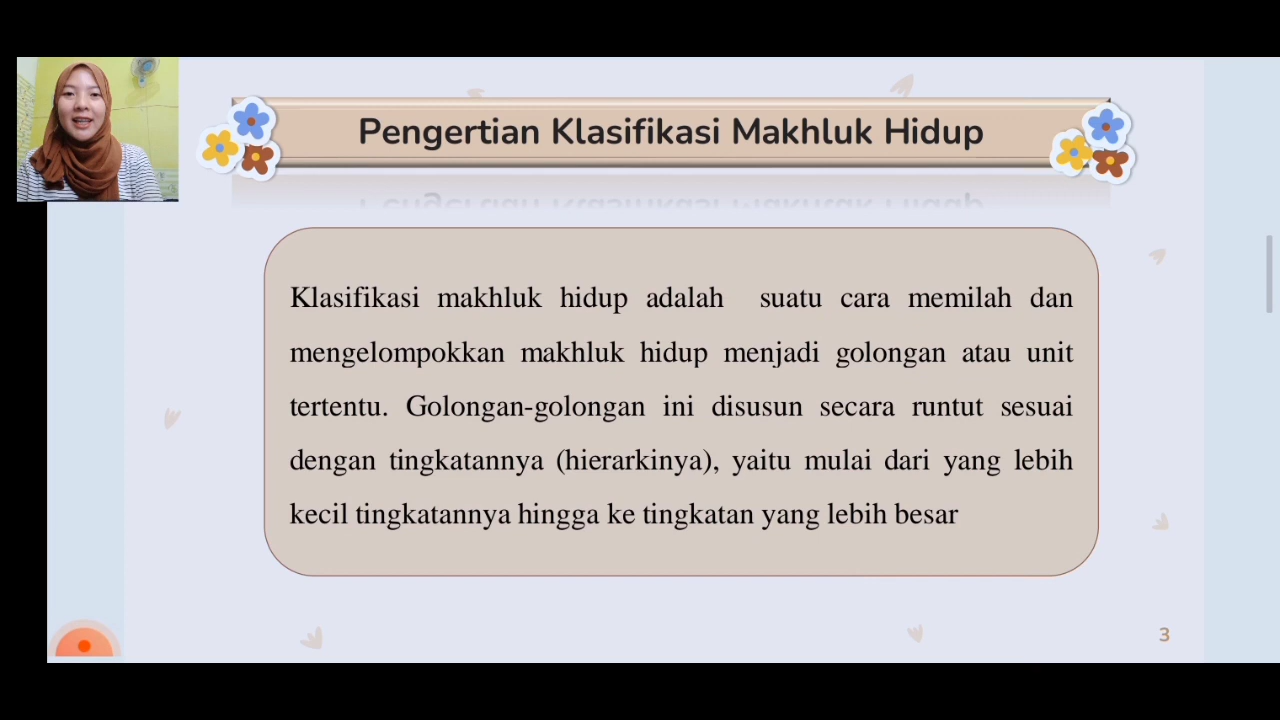 Pengertian Klasifikasi Makhluk Hidup
Klasifikasi makhluk hidup adalah suatu cara memilah dan
mengelompokkan makhluk hidup menjadi golongan atau unit
tertentu. Golongan-golongan ini disusun secara runtut sesuai
dengan tingkatannya (hierarkinya), yaitu mulai dari yang lebih
kecil tingkatannya hingga ke tingkatan yang lebih besar
3